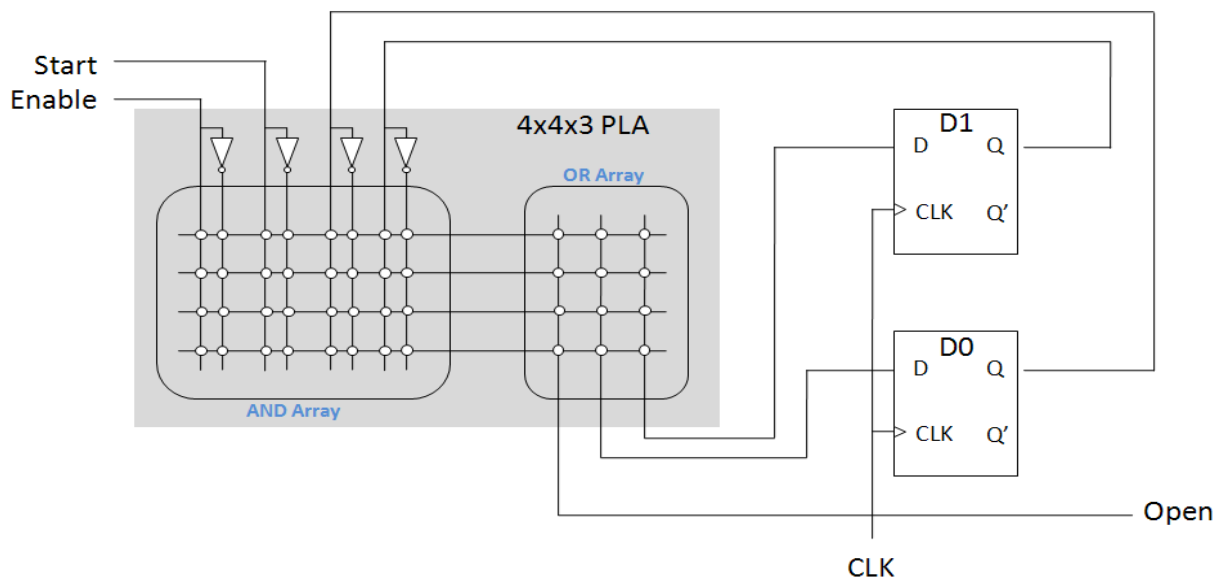 Start
Enable
4x4x3 PLA
OR Array
AND Array
D1
D Q
CLK Q'
D0
D Q
CLK Q'
Open
CLK